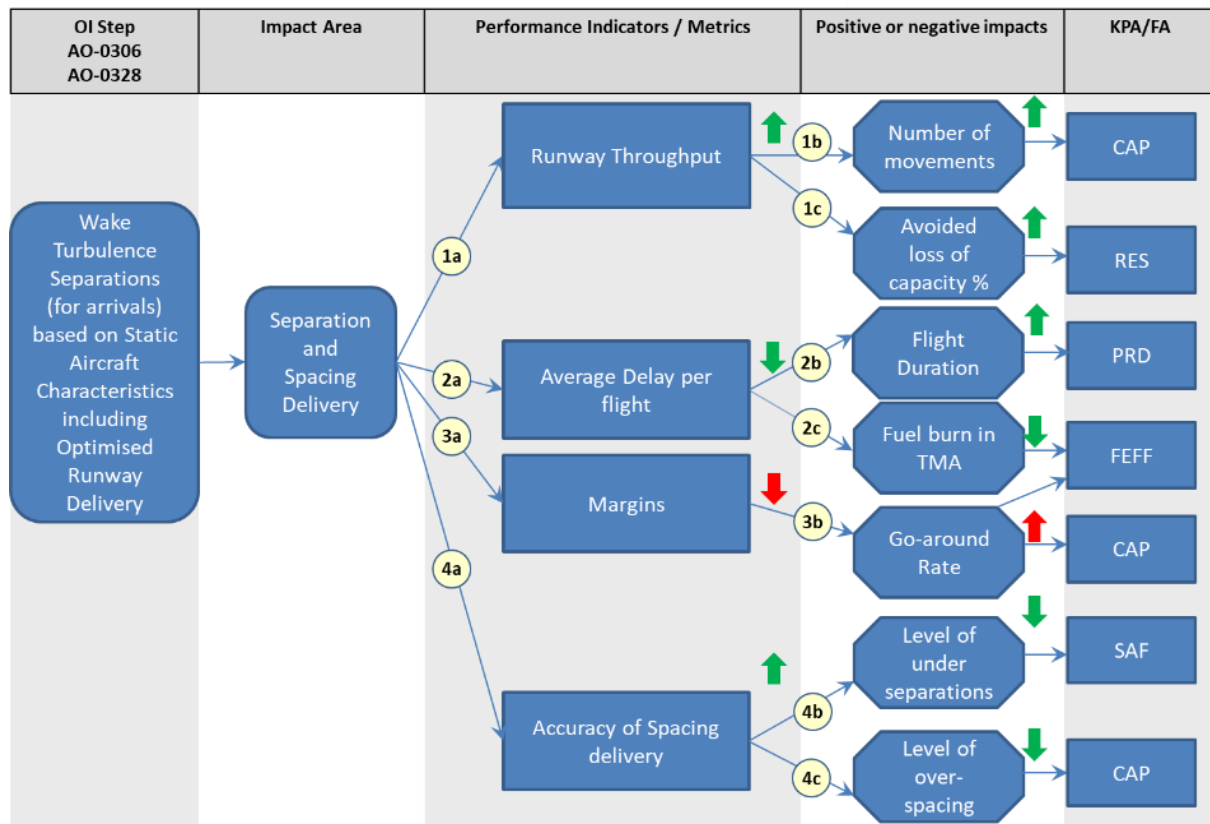 OI Step
AO-0306
AO-0328
Impact Area
Performance Indicators / Metrics
Positive or negative impacts
KPA/FA
Wake
Turbulence
Separations
(for arrivals)
based on Static
Aircraft
Characteristics
including
Optimised
Runway
Delivery
Separation
and
Spacing
Delivery
1a
2a
3a
4a
Runway Throughput
Average Delay per
flight
Margins
Accuracy of Spacing
delivery
1b
1c
2b
2c
3b
4b
4c
Number of
movements
Avoided
loss of
capacity %
Flight
Duration
Fuel burn in
TMA
Go-around
Rate
Level of
under
separations
Level of
over-
spacing
CAP
RES
PRD
FEFF
CAP
SAF
CAP